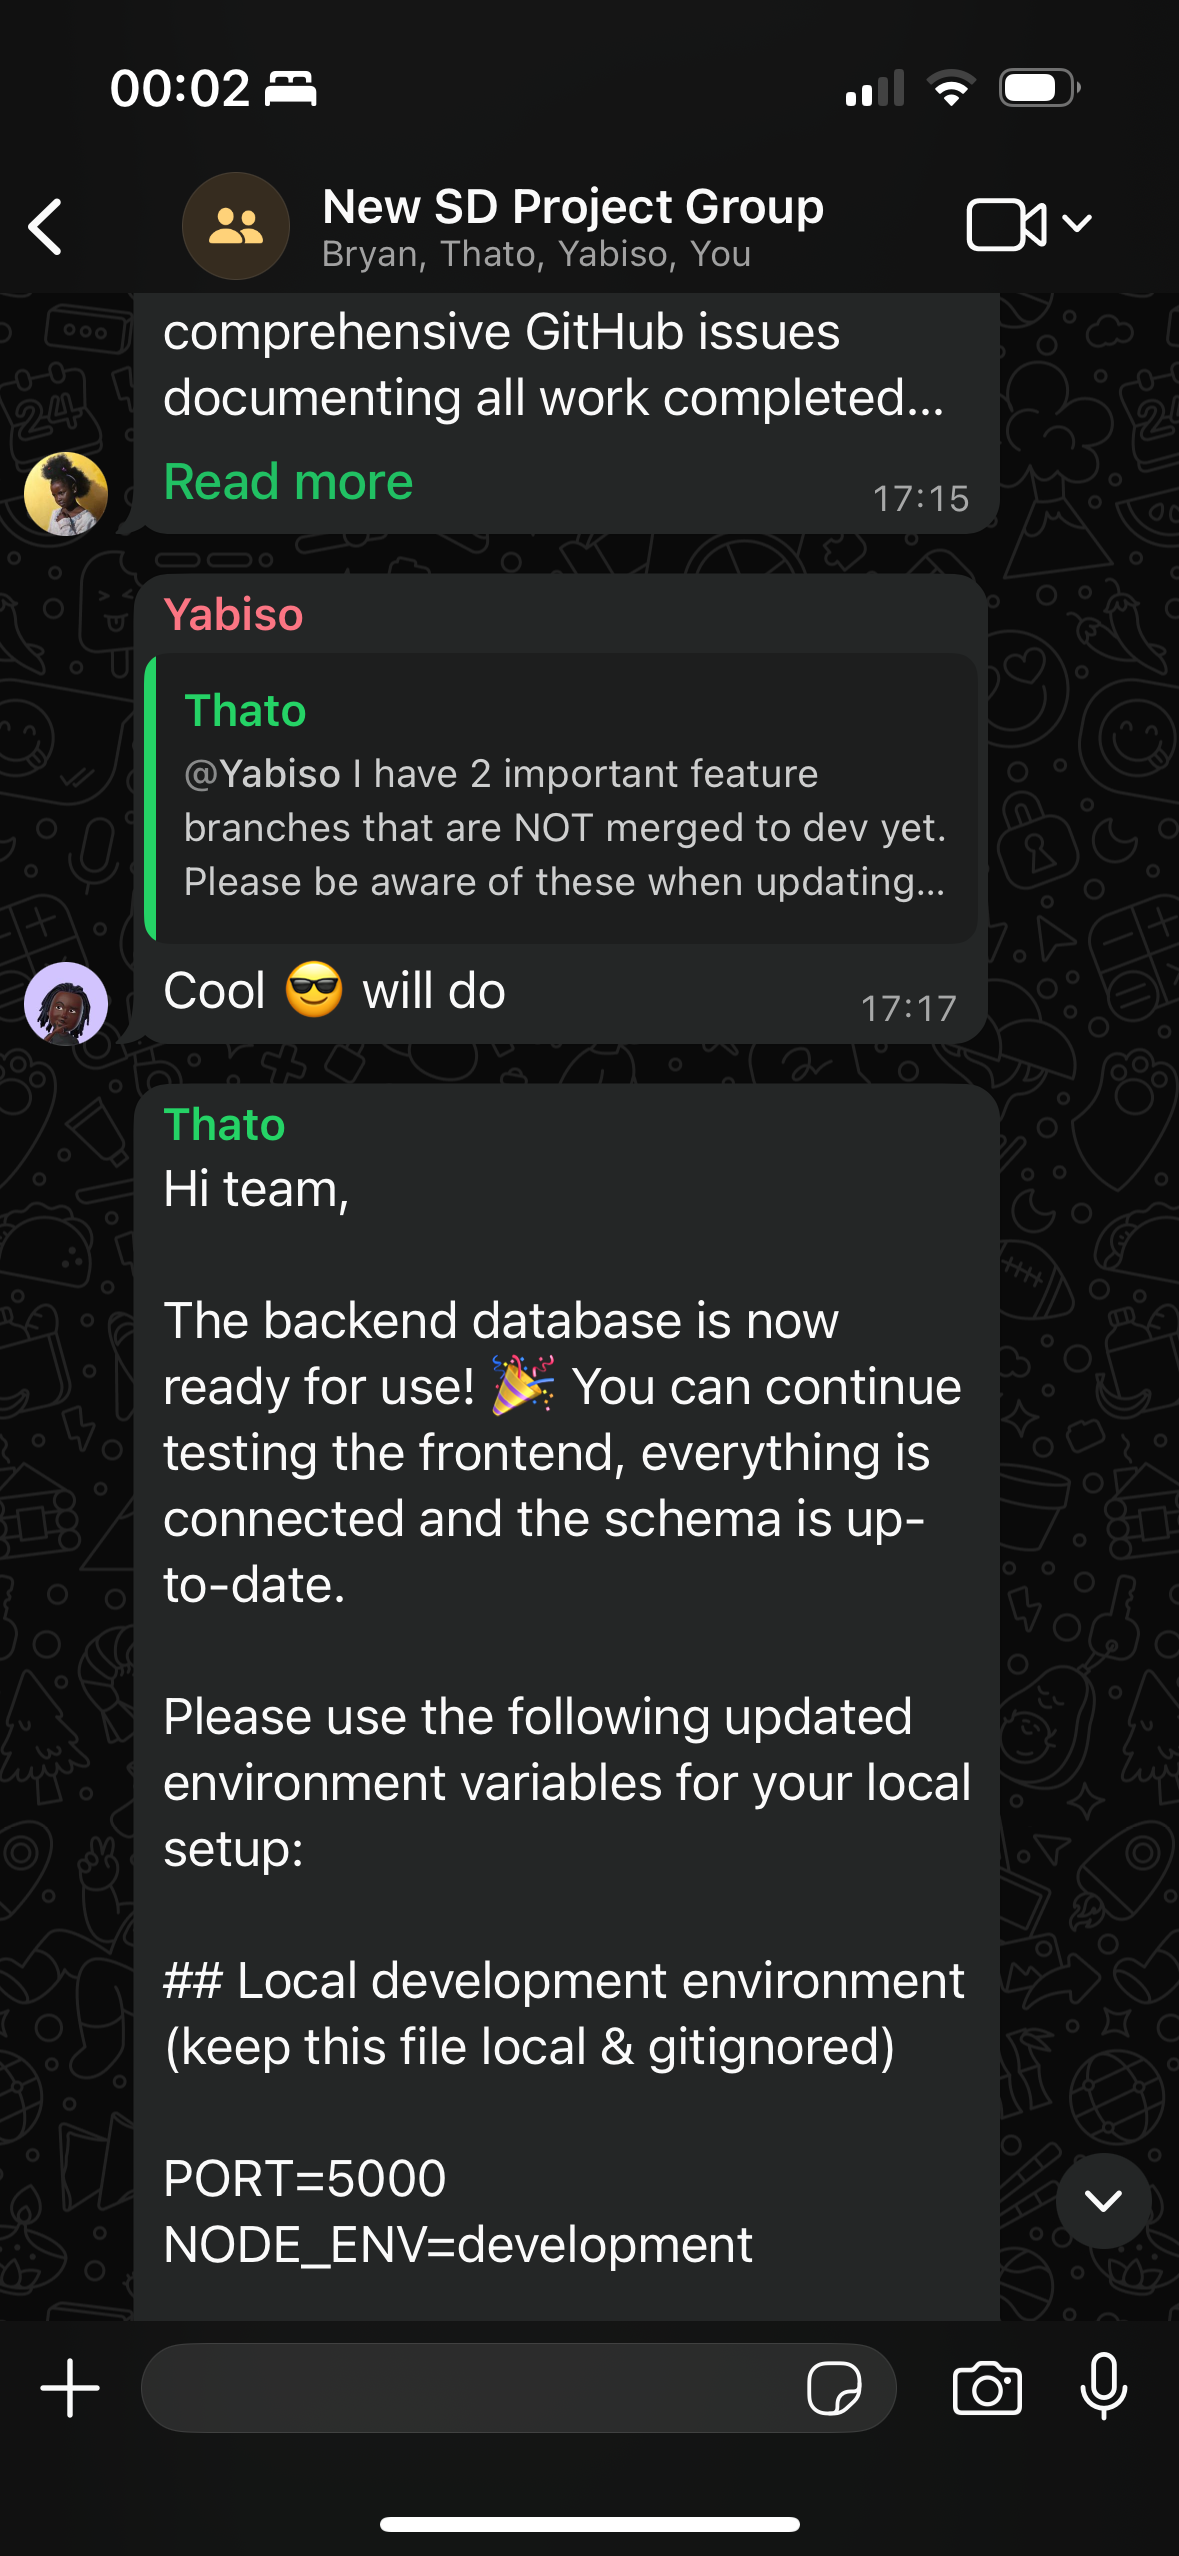 00:02
New SD Project Group
Bryan, Thato, Yabiso, You
comprehensive GitHub issues
documenting all work completed...
Read more
17:15
Yabiso
Thato
@Yabiso I have 2 important feature
branches that are NOT merged to dev yet.
Please be aware of these when updating...
Cool 😎 will do
17:17
Thato
Hi team,
The backend database is now
ready for use! 🎉 You can continue
testing the frontend, everything is
connected and the schema is up-
to-date.
Please use the following updated
environment variables for your local
setup:
## Local development environment
(keep this file local & gitignored)
PORT=5000
NODE_ENV=development